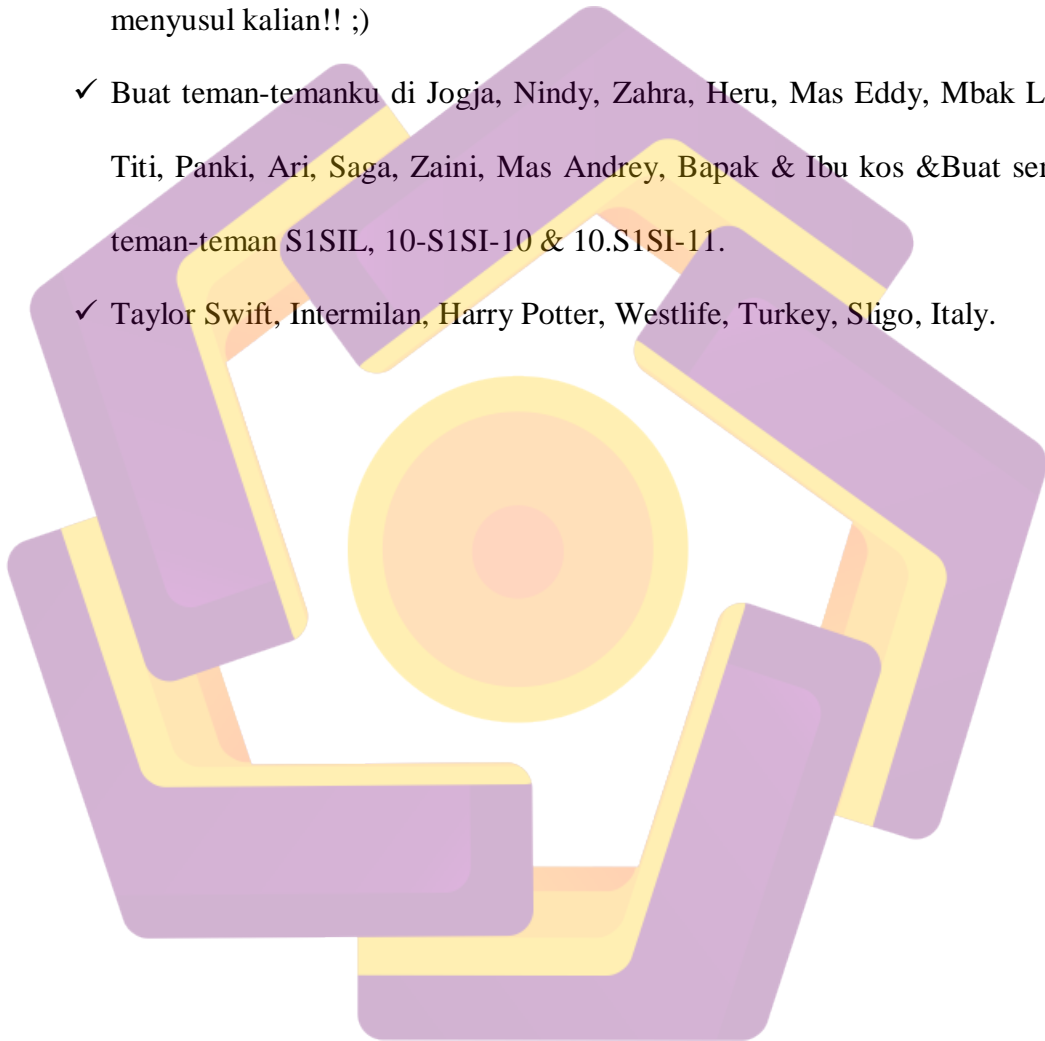 menyusul kalian!! ;)
✓ Buat teman-temanku di Jogja, Nindy, Zahra, Heru, Mas Eddy, Mbak
Titi, Panki, Ari, Saga, Zaini, Mas Andrey, Bapak & Ibu kos &Buat
teman-teman S1SIL, 10-S1SI-10 & 10.S1SI-11.
✓ Taylor Swift, Intermilan, Harry Potter, Westlife, Turkey, Sligo, Italy.